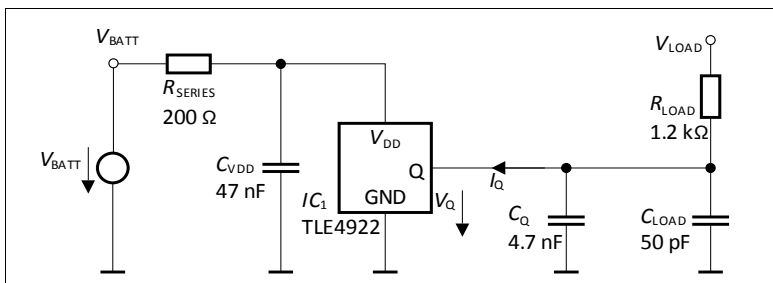 VBATT
RSERIES
200 Ω
VBATT
CVDD
47 nF
IC1
TLE4922
VDD
Q
GND
VQ
IQ
CQ
4.7 nF
VLOAD
RLOAD
1.2 kΩ
CLOAD
50 pF